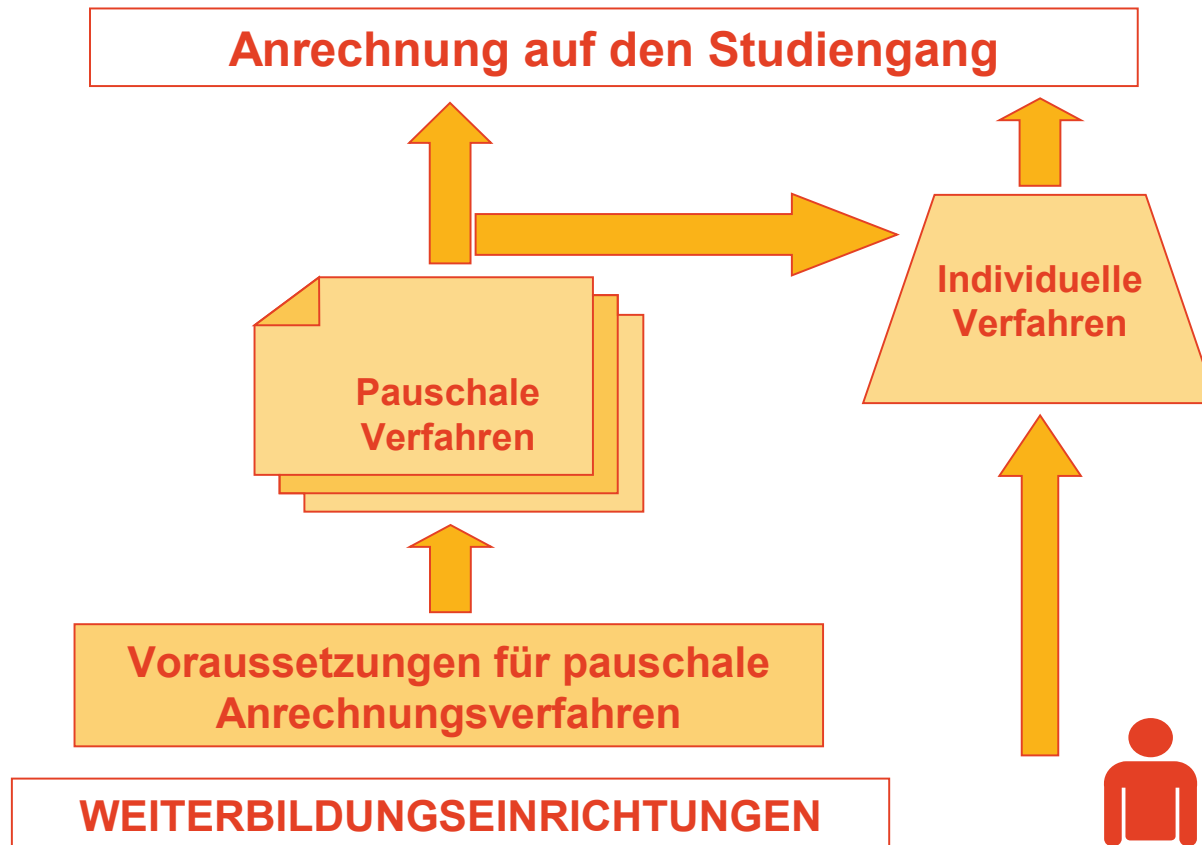 Anrechnung auf den Studiengang
Individuelle
Verfahren
Pauschale
Verfahren
Voraussetzungen für pauschale
Anrechnungsverfahren
WEITERBILDUNGSEINRICHTUNGEN